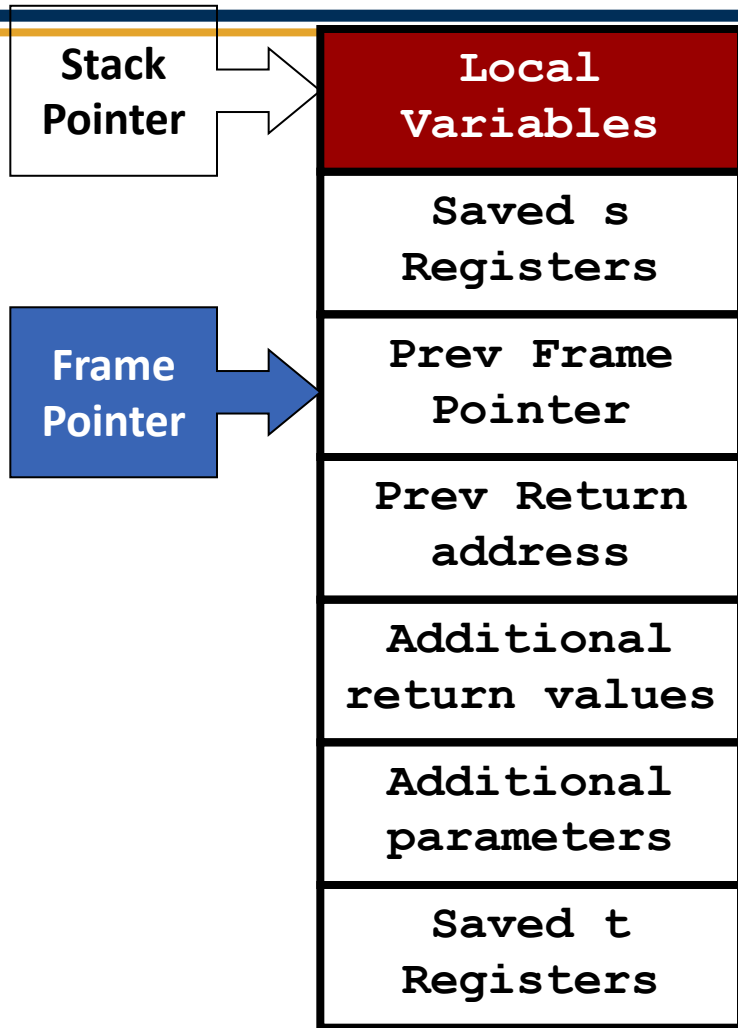 Stack
Pointer
Local
Variables
Saved s
Registers
Frame
Pointer
Prev Frame
Pointer
Prev Return
address
Additional
return values
Additional
parameters
Saved t
Registers